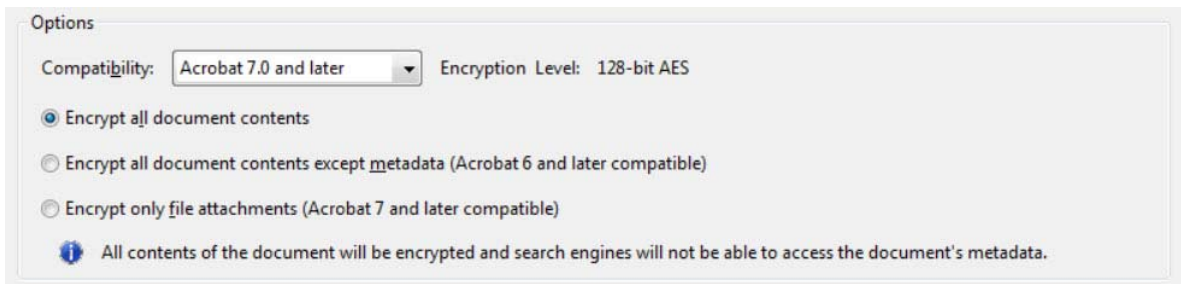 Options
Compatibility: Acrobat 7.0 and later Encryption Level: 128-bit AES
Encrypt all document contents
Encrypt all document contents except metadata (Acrobat 6 and later compatible)
Encrypt only file attachments (Acrobat 7 and later compatible)
All contents of the document will be encrypted and search engines will not be able to access the document's metadata.